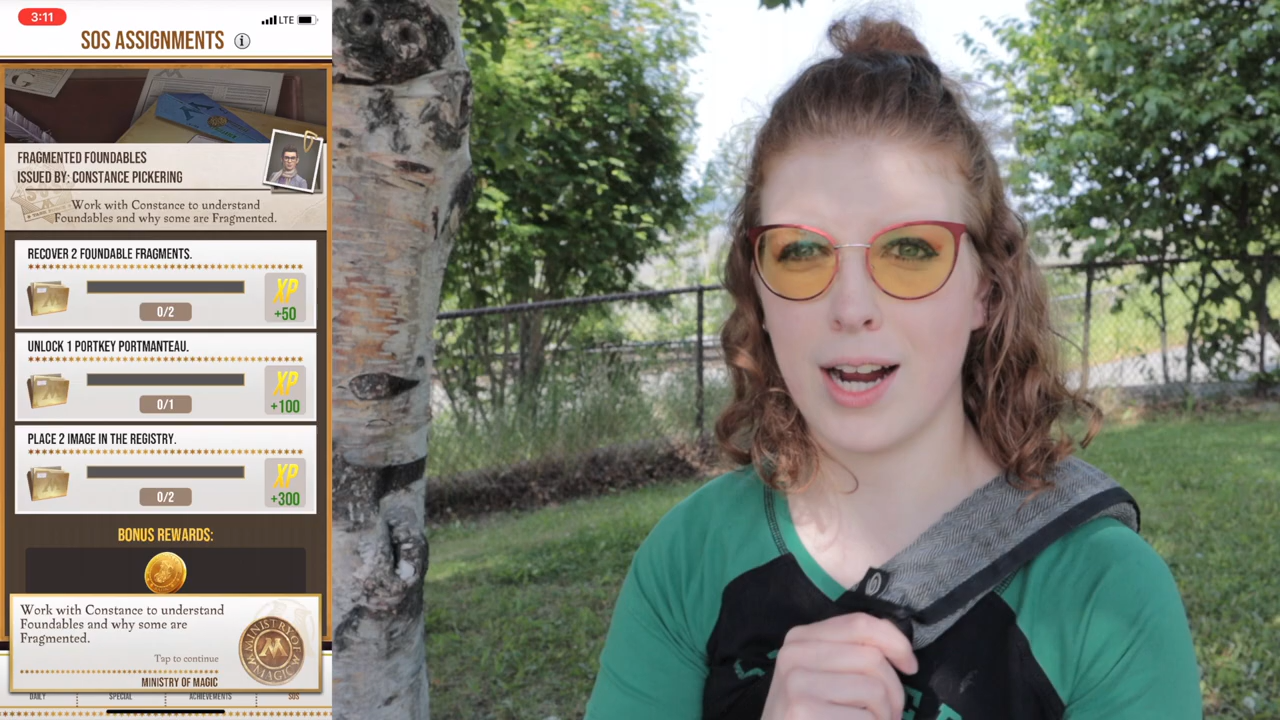 3:11
LTE
SOS ASSIGNMENTS i
FRAGMENTED FOUNDABLES
ISSUED BY: CONSTANCE PICKERING
Work with Constance to understand
Foundables and why some are Fragmented.
RECOVER 2 FOUNDABLE FRAGMENTS.
0/2
XP
+50
UNLOCK 1 PORTKEY PORTMANTEAU.
0/1
XP
+100
PLACE 2 IMAGE IN THE REGISTRY.
0/2
XP
+300
BONUS REWARDS:
Work with Constance to understand
Foundables and why some are
Fragmented.
Tap to continue
MINISTRY OF MAGIC
MINISTRY OF MAGIC
DAILY
SPECIAL
ACHIEVEMENTS
SOS